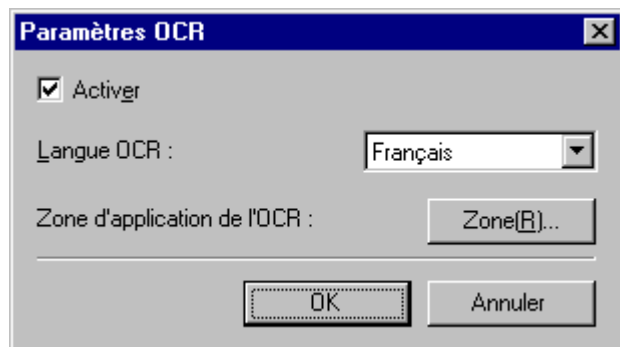 Paramètres OCR
Activer
Langue OCR : Français
Zone d'application de l'OCR : Zone(R)...
OK Annuler